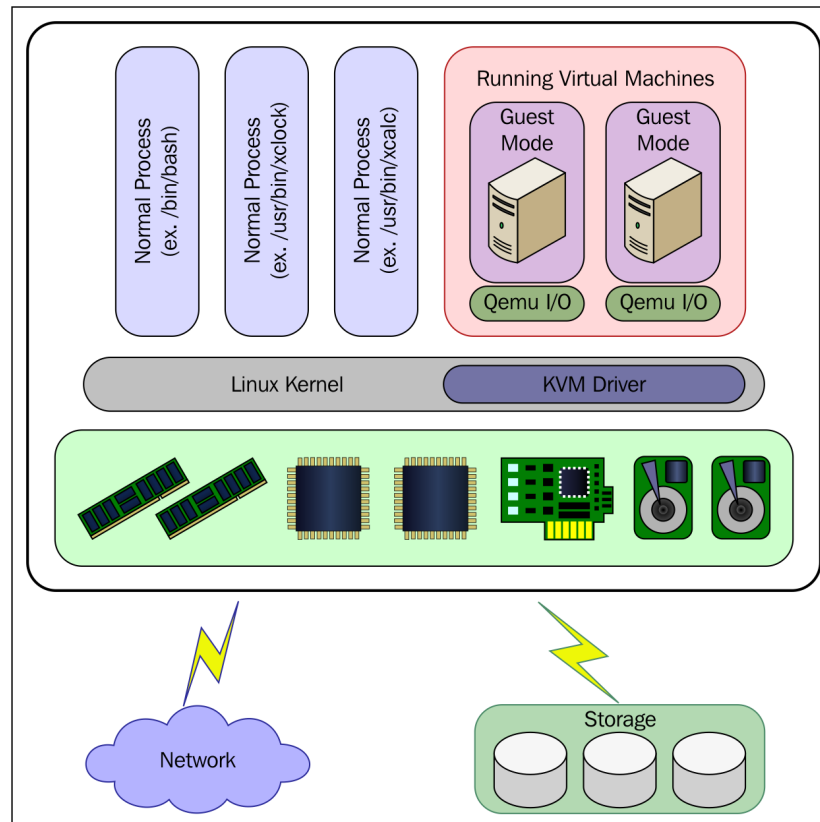 Normal Process
(ex. /bin/bash)
Normal Process
(ex. /usr/bin/xclock)
Normal Process
(ex. /usr/bin/xcalc)
Running Virtual Machines
Guest
Mode
Guest
Mode
Qemu I/O
Qemu I/O
Linux Kernel
KVM Driver
Network
Storage